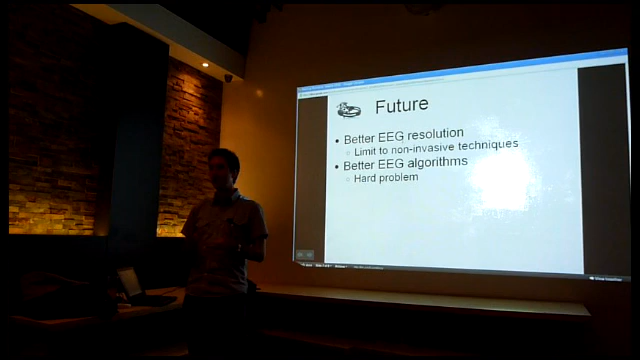 Future
• Better EEG resolution
○ Limit to non-invasive techniques
• Better EEG algorithms
○ Hard problem